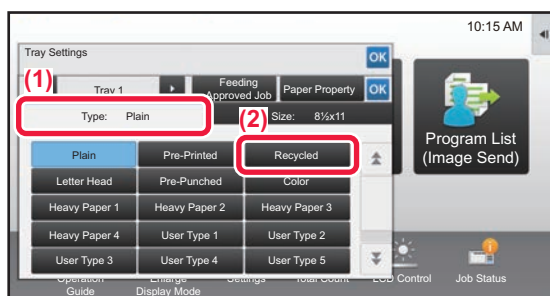 10:15 AM
Tray Settings
OK
(1)
Tray 1
Feeding
Approved Job
Paper Property
OK
Type: Plain
(2)
Size: 8½x11
Plain
Pre-Printed
Recycled
Letter Head
Pre-Punched
Color
Heavy Paper 1
Heavy Paper 2
Heavy Paper 3
Heavy Paper 4
User Type 1
User Type 2
User Type 3
User Type 4
User Type 5
Program List
(Image Send)
Operation
Guide
Enlarge
Display Mode
Settings
Total Count
LCD Control
Job Status